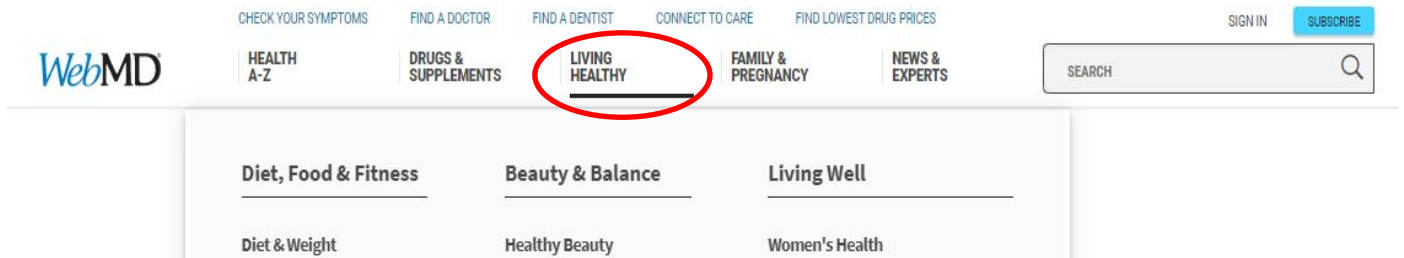 CHECK YOUR SYMPTOMS FIND A DOCTOR FIND A DENTIST CONNECT TO CARE FIND LOWEST DRUG PRICES SIGN IN SUBSCRIBE
WebMD
HEALTH A-Z
DRUGS & SUPPLEMENTS
LIVING HEALTHY
FAMILY & PREGNANCY
NEWS & EXPERTS
SEARCH
Diet, Food & Fitness Beauty & Balance Living Well
Diet & Weight Healthy Beauty Women's Health